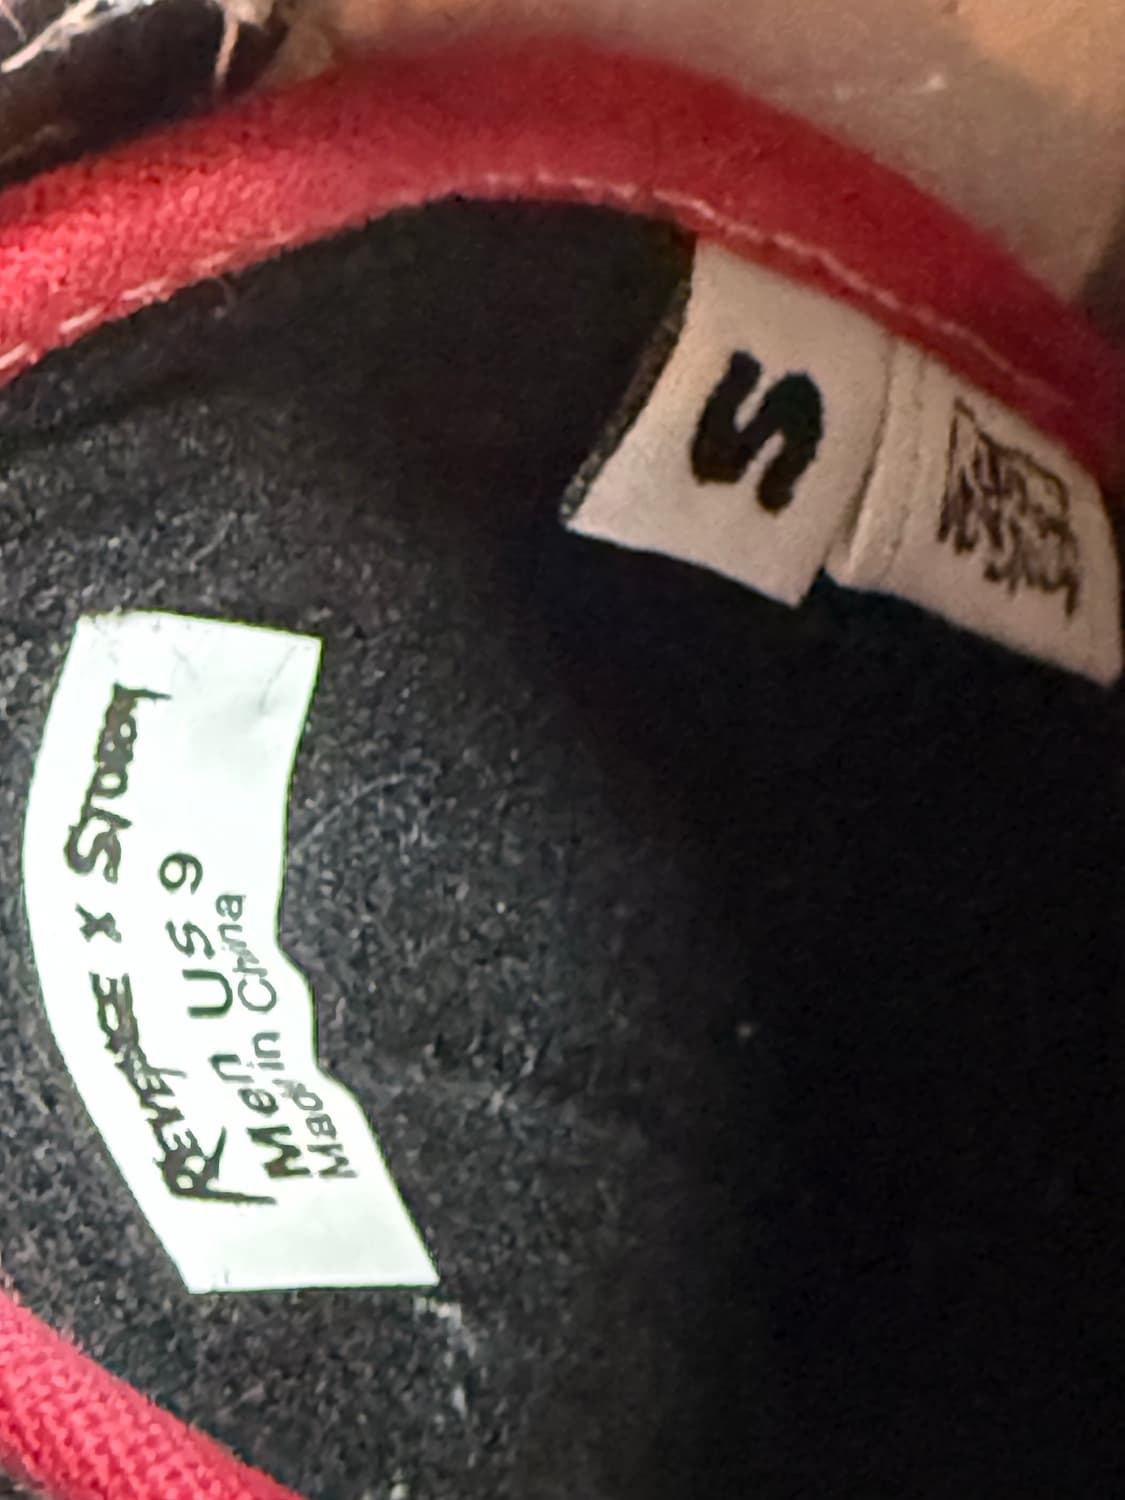 REVENGE X STORM
Men US 9
Made in China
S